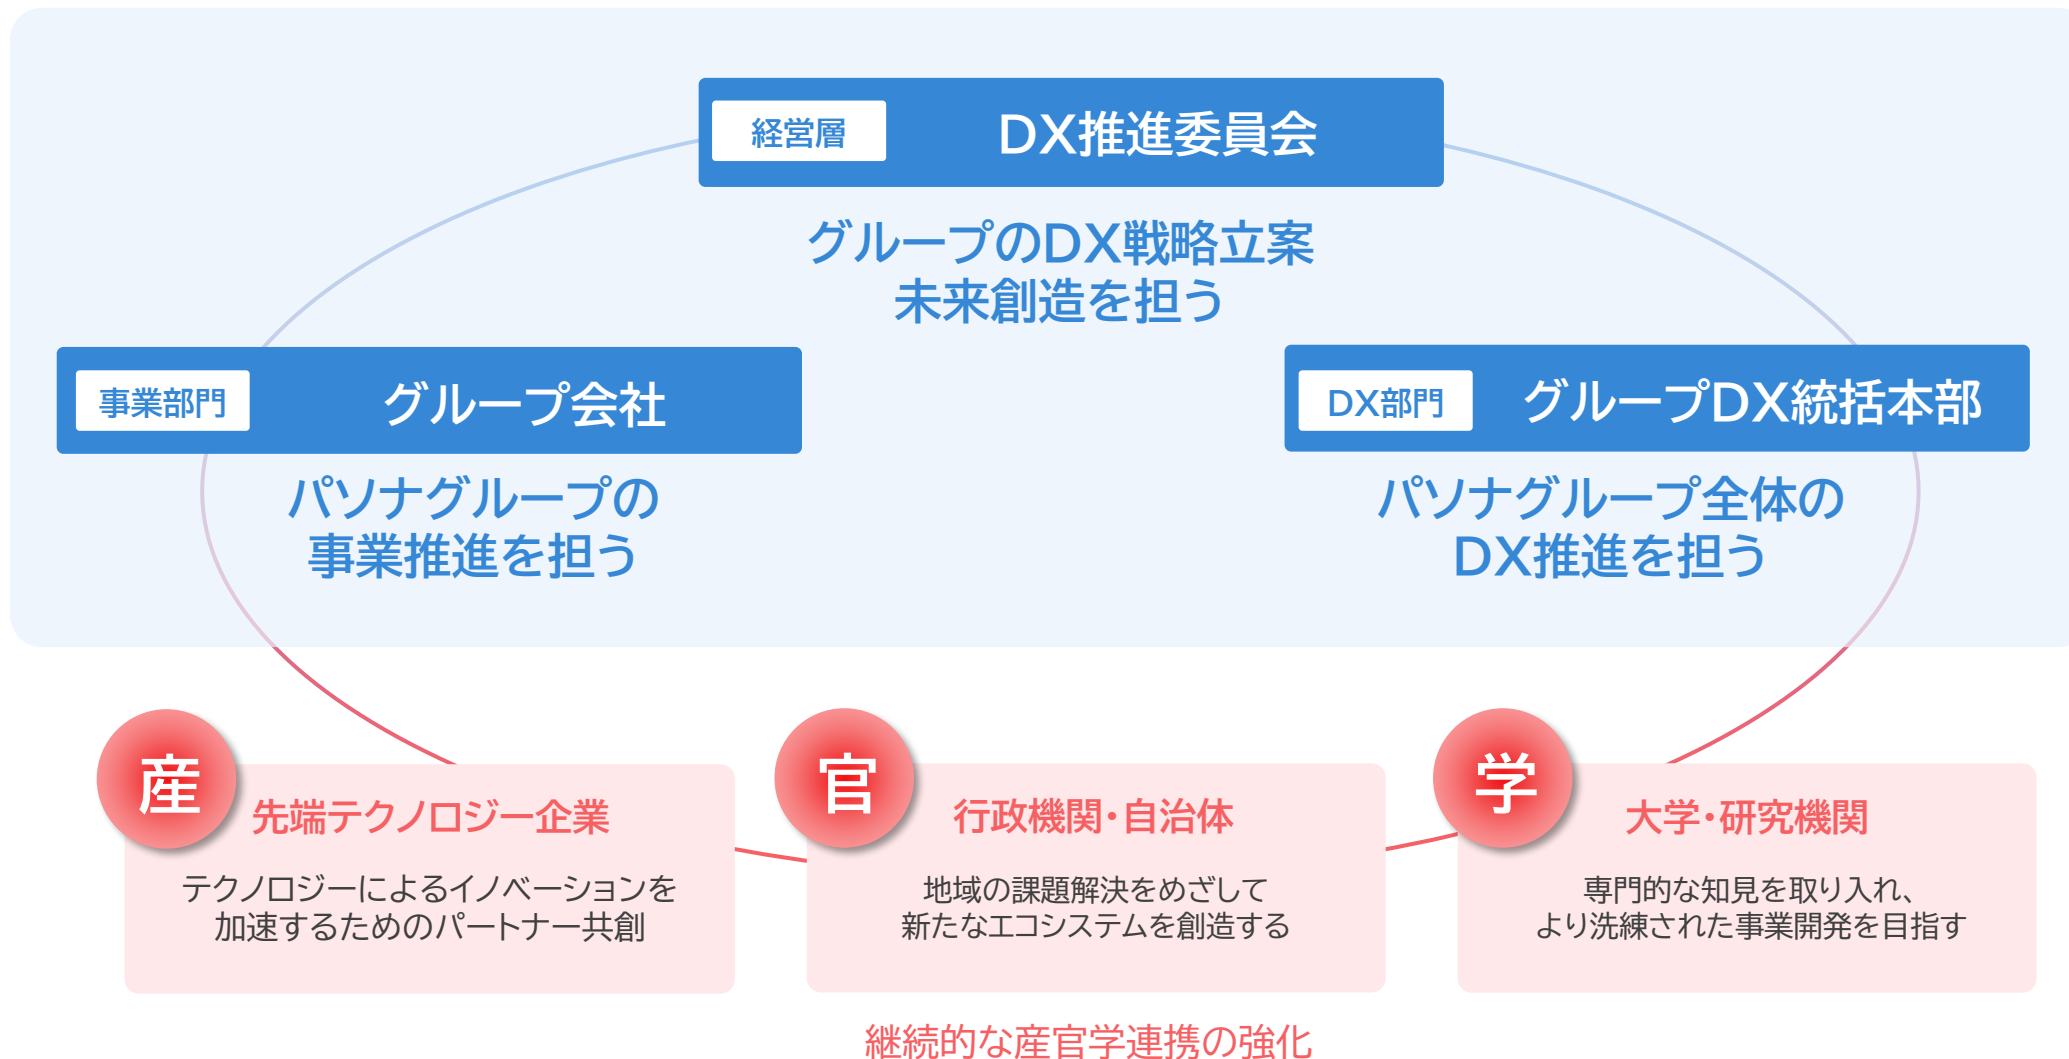 経営層
DX推進委員会
グループのDX戦略立案
未来創造を担う
事業部門
グループ会社
パソナグループの
事業推進を担う
DX部門
グループDX統括本部
パソナグループ全体の
DX推進を担う
産
先端テクノロジー企業
テクノロジーによるイノベーションを
加速するためのパートナー共創
官
行政機関・自治体
地域の課題解決をめざして
新たなエコシステムを創造する
学
大学・研究機関
専門的な知見を取り入れ、
より洗練された事業開発を目指す
継続的な産官学連携の強化